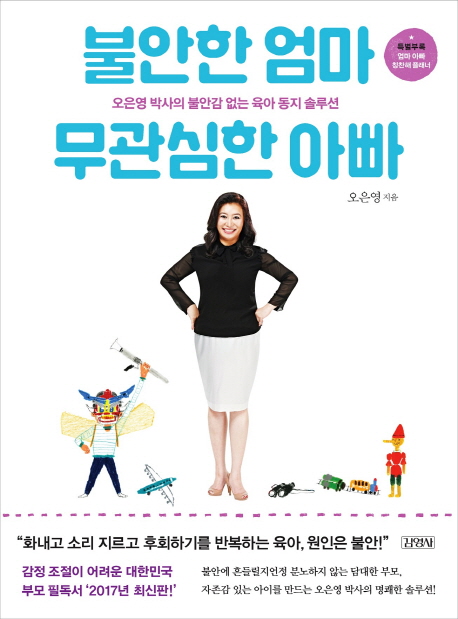 불안한 엄마
★
특별부록
엄마 아빠
칭찬해 플래너
오은영 박사의 불안감 없는 육아 동지 솔루션
무관심한 아빠
오은영 지음
“화내고 소리 지르고 후회하기를 반복하는 육아, 원인은 불안!”
김영사
감정 조절이 어려운 대한민국
부모 필독서 ‘2017년 최신판!’
불안에 흔들릴지언정 분노하지 않는 담대한 부모,
자존감 있는 아이를 만드는 오은영 박사의 명쾌한 솔루션!